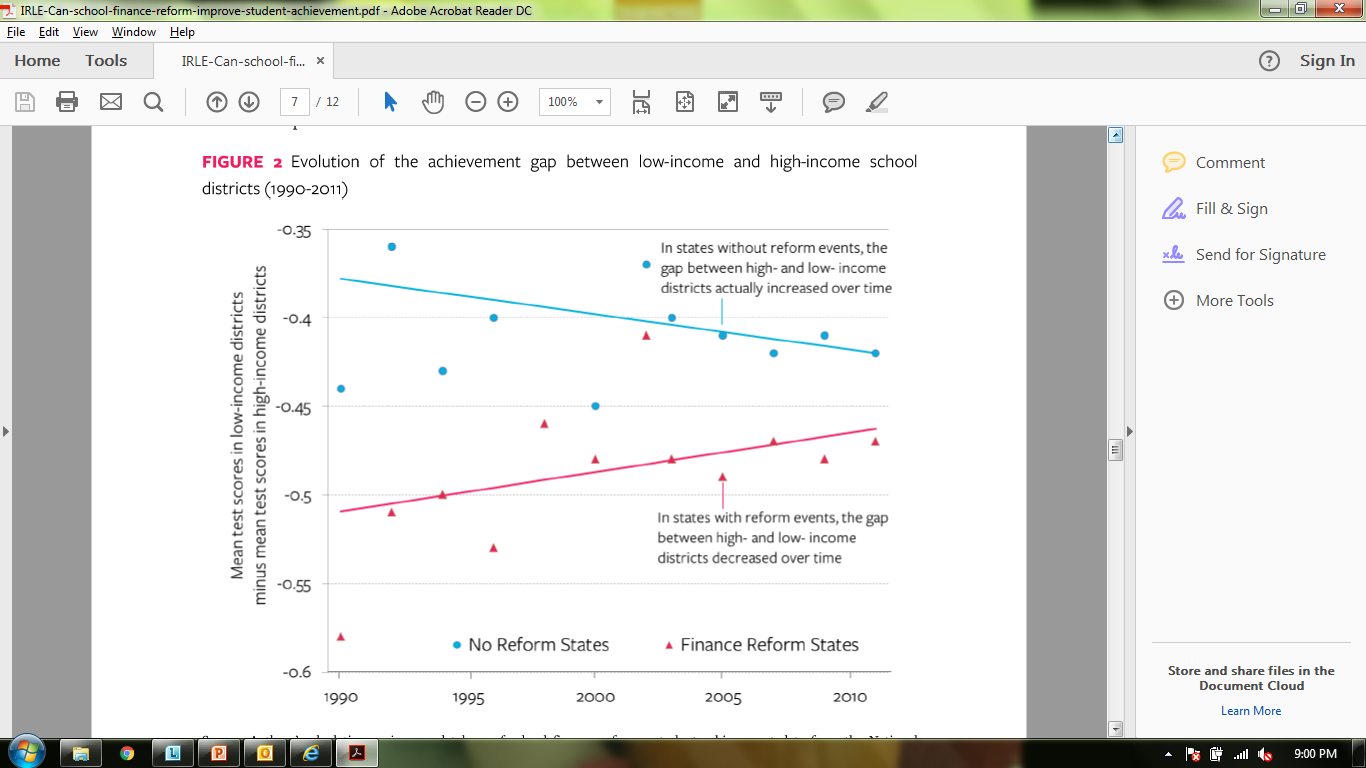 IRLE-Can-school-finance-reform-improve-student-achievement.pdf - Adobe Acrobat Reader DC
File Edit View Window Help
Home Tools IRLE-Can-school-fi... × ? Sign In
7 / 12 100%
FIGURE 2 Evolution of the achievement gap between low-income and high-income school
districts (1990-2011)
Mean test scores in low-income districts
minus mean test scores in high-income districts
-0.35
-0.4
-0.45
-0.5
-0.55
-0.6
In states without reform events, the
gap between high- and low- income
districts actually increased over time
In states with reform events, the gap
between high- and low- income
districts decreased over time
No Reform States Finance Reform States
1990 1995 2000 2005 2010
Comment
Fill & Sign
Send for Signature
More Tools
Store and share files in the
Document Cloud
Learn More
9:00 PM